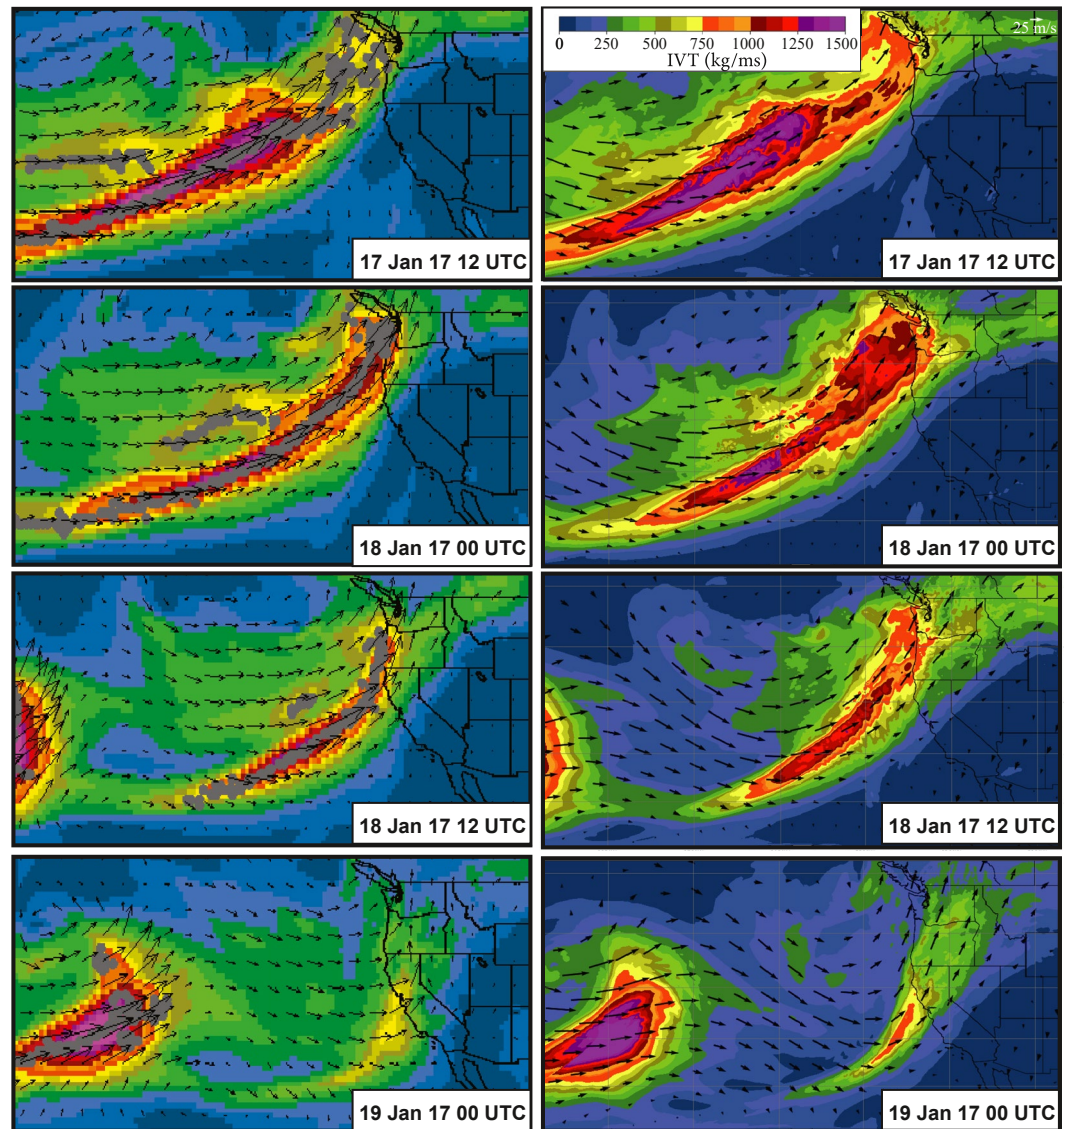 25 m/s
0 250 500 750 1000 1250 1500
IVT (kg/ms)
17 Jan 17 12 UTC
17 Jan 17 12 UTC
18 Jan 17 00 UTC
18 Jan 17 00 UTC
18 Jan 17 12 UTC
18 Jan 17 12 UTC
19 Jan 17 00 UTC
19 Jan 17 00 UTC